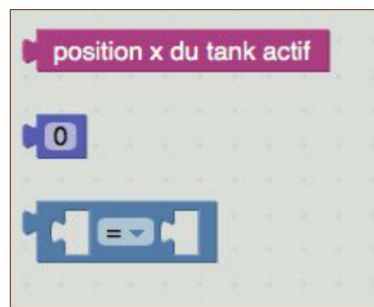 position x du tank actif
0
=